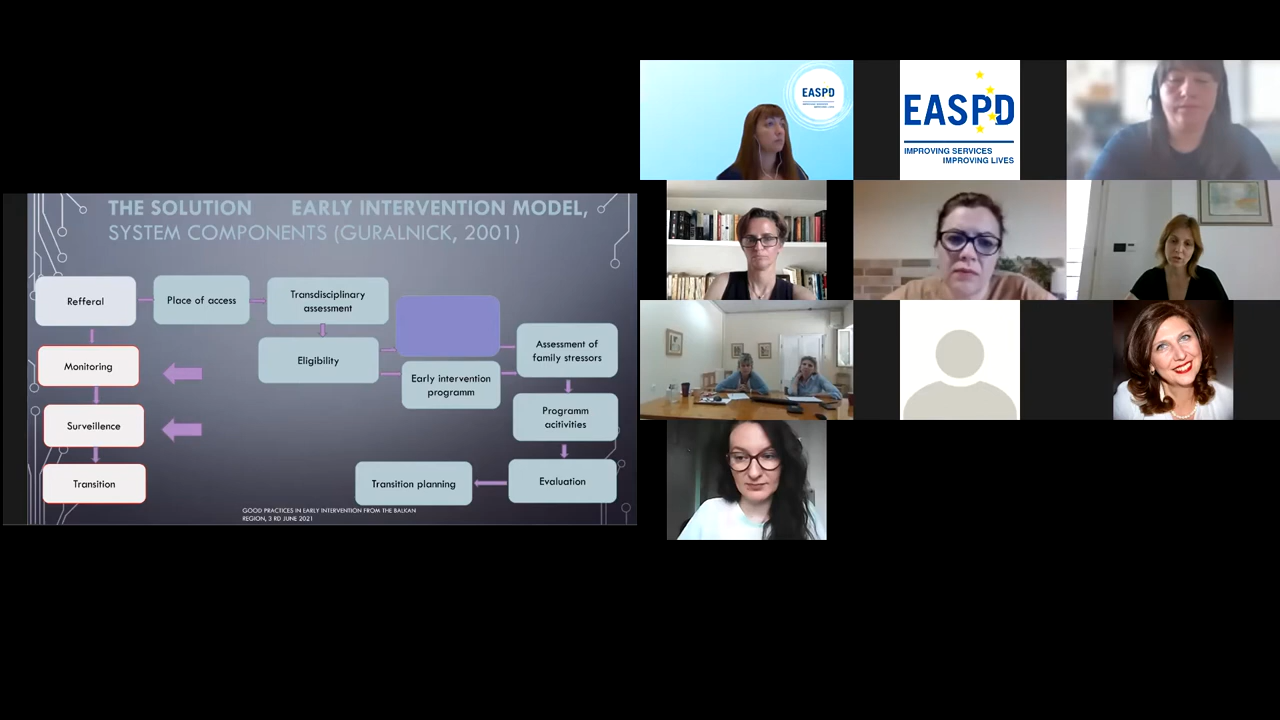 THE SOLUTION EARLY INTERVENTION MODEL,
SYSTEM COMPONENTS (GURALNICK, 2001)
Refferal
Place of access
Transdisciplinary
assessment
Assessment of
family stressors
Monitoring
Eligibility
Early intervention
programm
Surveillence
Programm
acitivities
Transition
Transition planning
Evaluation
GOOD PRACTICES IN EARLY INTERVENTION FROM THE BALKAN
REGION, 3 RD JUNE 2021
EASPD
EASPD
IMPROVING SERVICES
IMPROVING LIVES